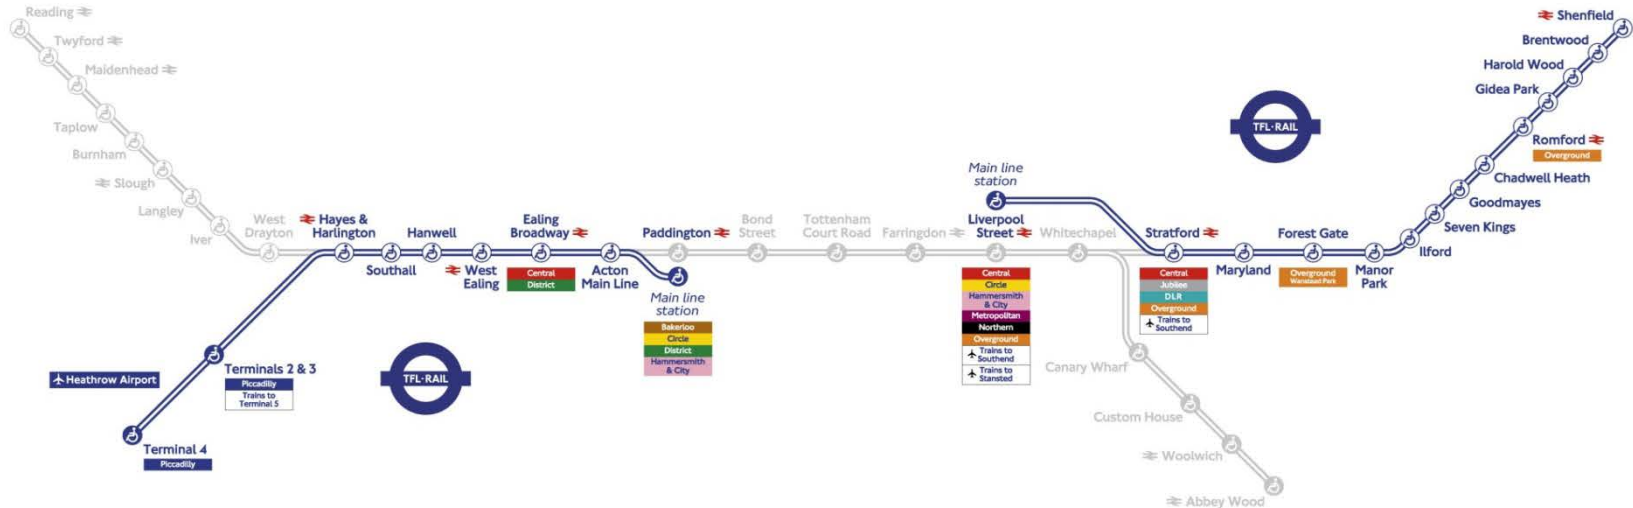 Reading
Twyford
Maidenhead
Taplow
Burnham
Slough
Langley
Iver
West
Drayton
Hayes &
Harlington
Southall
Hanwell
West
Ealing
Ealing
Broadway
Central
District
Acton
Main Line
Paddington
Main line
station
Bakerloo
Circle
District
Hammersmith
& City
Bond
Street
Tottenham
Court Road
Farringdon
Main line
station
Liverpool
Street
Central
Circle
Hammersmith
& City
Metropolitan
Northern
Overground
Trains to
Southend
Trains to
Stansted
Whitechapel
Stratford
Central
Jubilee
DLR
Overground
Trains to
Southend
Maryland
Forest Gate
Overground
Wanstead Park
Manor
Park
Ilford
Seven Kings
Goodmayes
Chadwell Heath
Romford
Overground
Gidea Park
Harold Wood
Brentwood
Shenfield
TFL·RAIL
Heathrow Airport
Terminals 2 & 3
Piccadilly
Trains to
Terminal 5
Terminal 4
Piccadilly
TFL·RAIL
Canary Wharf
Custom House
Woolwich
Abbey Wood